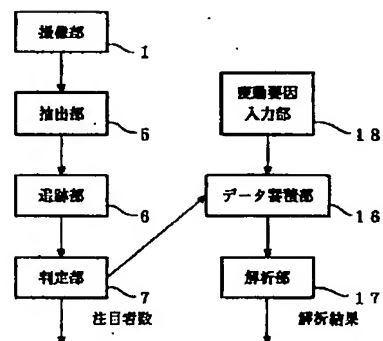 撮像部
1
抽出部
5
変動要因
入力部
18
追跡部
6
データ蓄積部
16
判定部
7
解析部
17
注目者数
解析結果